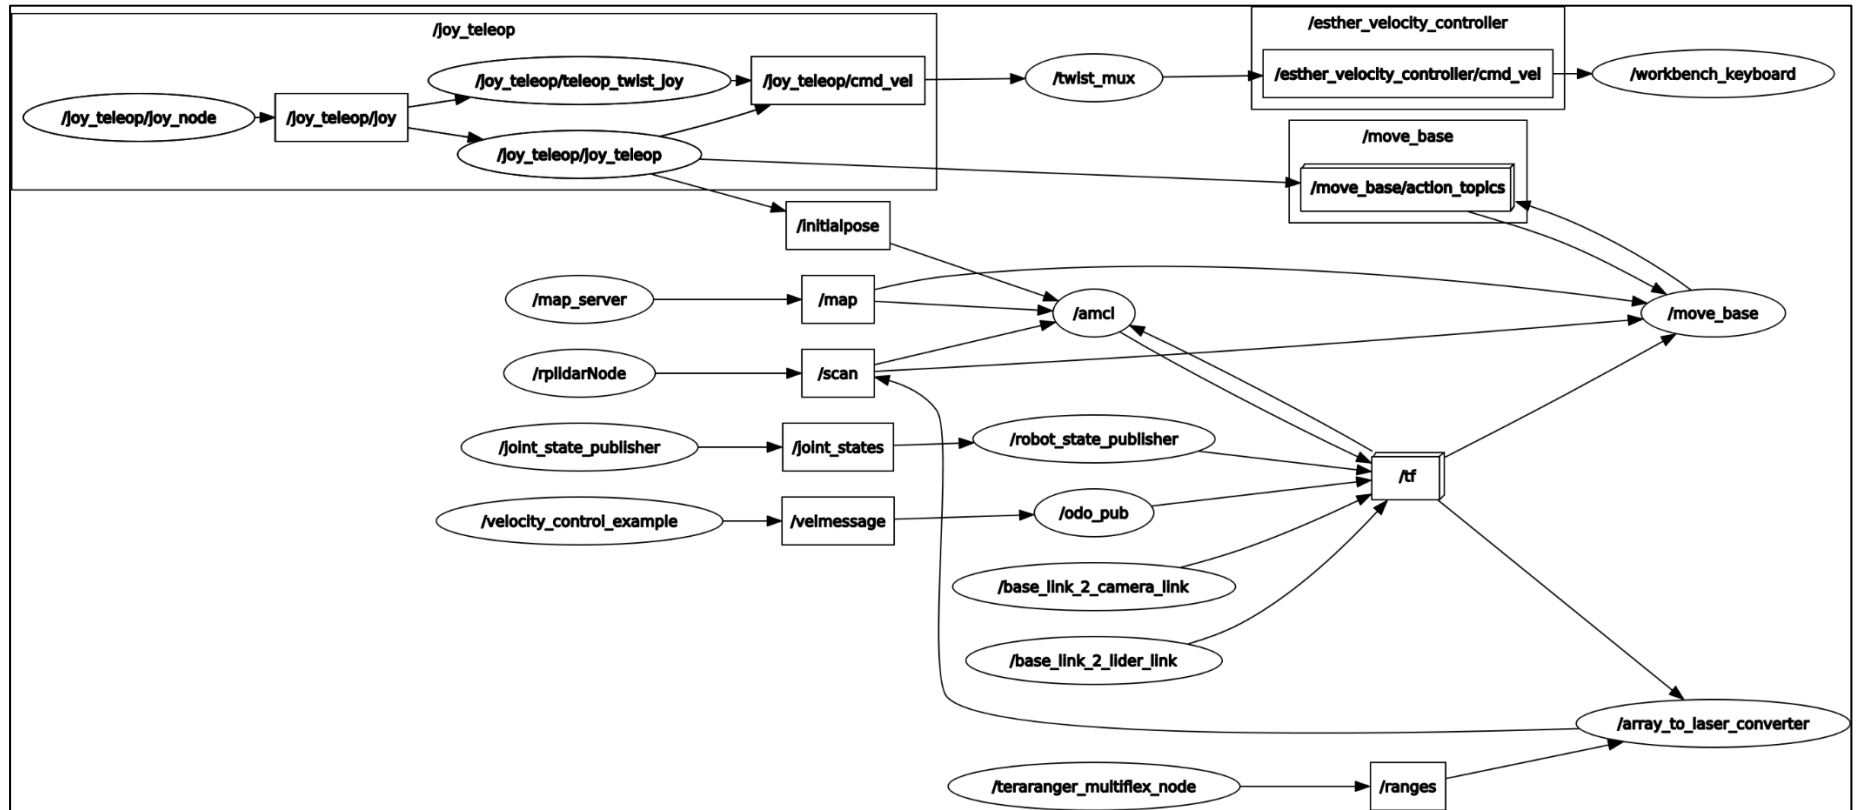 /joy_teleop
/esther_velocity_controller
/joy_teleop/teleop_twist_joy
/joy_teleop/cmd_vel
/twist_mux
/esther_velocity_controller/cmd_vel
/workbench_keyboard
/joy_teleop/joy_node
/joy_teleop/joy
/joy_teleop/joy_teleop
/move_base
/move_base/action_topics
/initialpose
/map_server
/map
/amcl
/move_base
/rplidarNode
/scan
/joint_state_publisher
/joint_states
/robot_state_publisher
/tf
/velocity_control_example
/velmessage
/odo_pub
/base_link_2_camera_link
/base_link_2_lider_link
/array_to_laser_converter
/teraranger_multiflex_node
/ranges